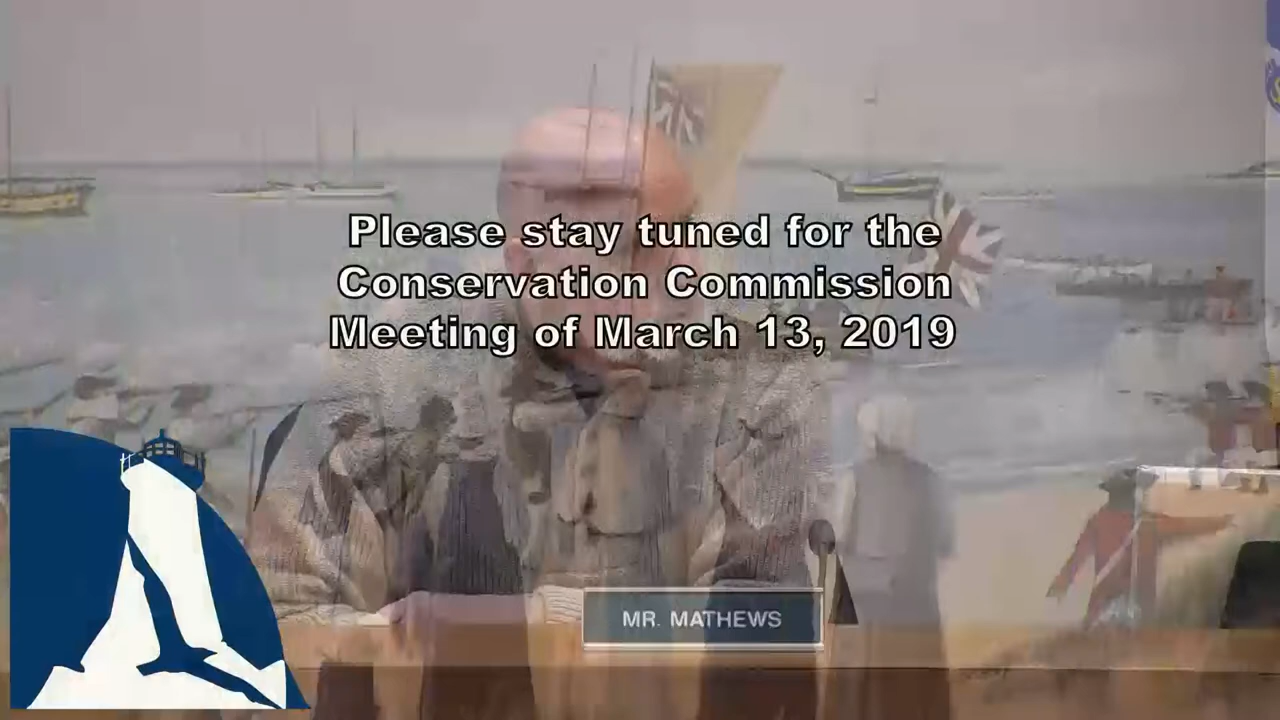 Please stay tuned for the
Conservation Commission
Meeting of March 13, 2019
MR. MATHEWS